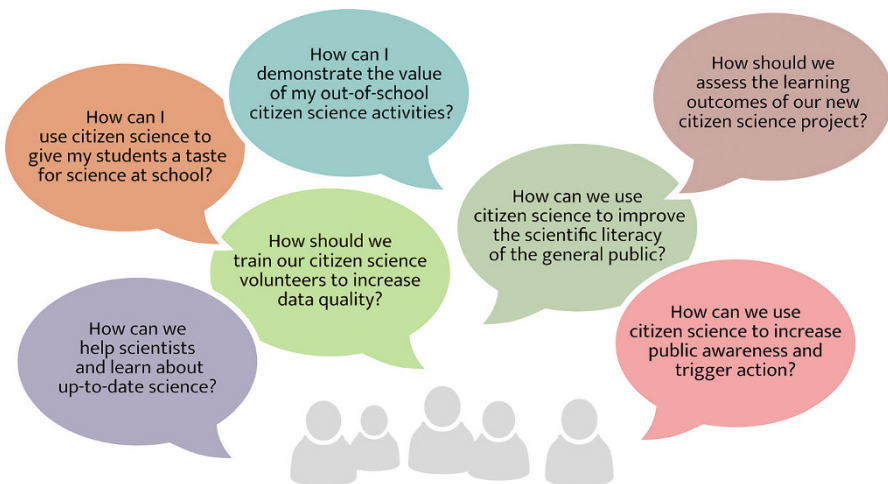 How can I
use citizen science to
give my students a taste
for science at school?
How can I
demonstrate the value
of my out-of-school
citizen science activities?
How should we
assess the learning
outcomes of our new
citizen science project?
How should we
train our citizen science
volunteers to increase
data quality?
How can we use
citizen science to improve
the scientific literacy
of the general public?
How can we
help scientists
and learn about
up-to-date science?
How can we use
citizen science to increase
public awareness and
trigger action?